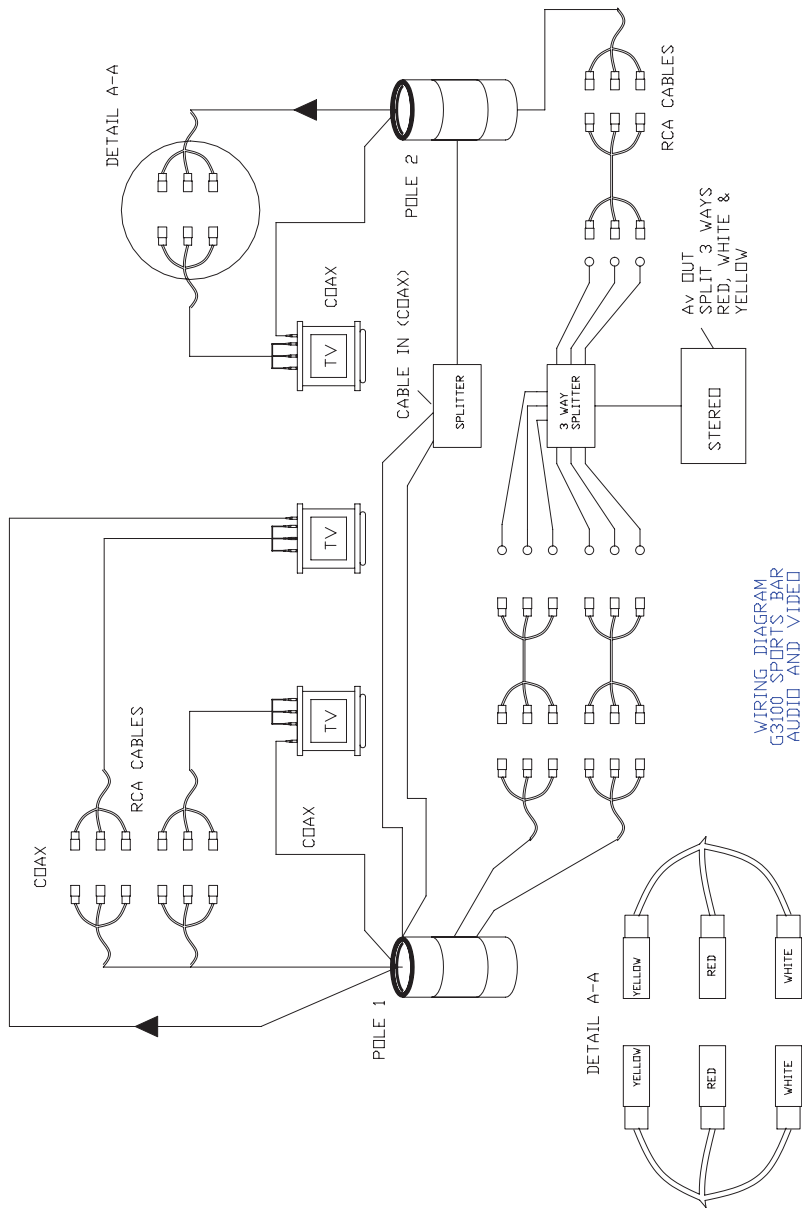 DETAIL A-A
POLE 2
RCA CABLES
COAX
TV
CABLE IN (COAX)
SPLITTER
3 WAY
SPLITTER
AV OUT
SPLIT 3 WAYS
RED, WHITE &
YELLOW
STEREO
TV
TV
RCA CABLES
COAX
COAX
POLE 1
DETAIL A-A
YELLOW
RED
WHITE
YELLOW
RED
WHITE
WIRING DIAGRAM
G3100 SPORTS BAR
AUDIO AND VIDEO